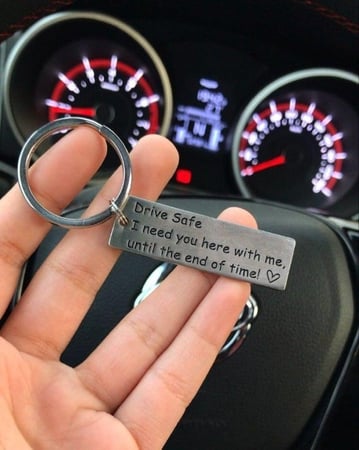 Drive Safe
I need you here with me,
until the end of time! ♡
N